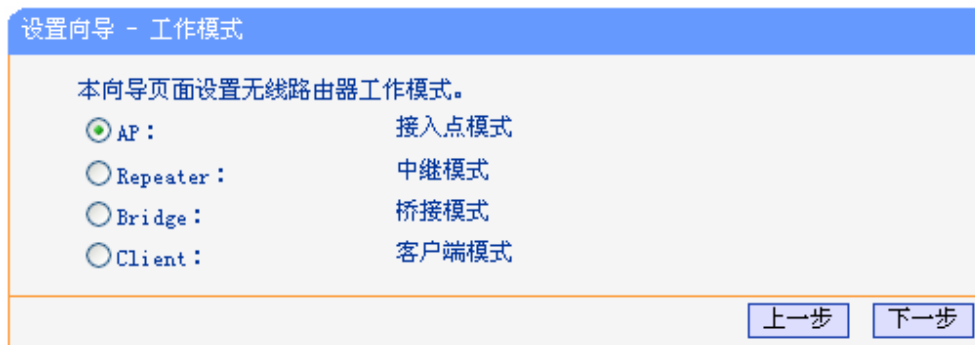 设置向导 - 工作模式
本向导页面设置无线路由器工作模式。
AP： 接入点模式
Repeater： 中继模式
Bridge： 桥接模式
Client： 客户端模式
上一步 下一步